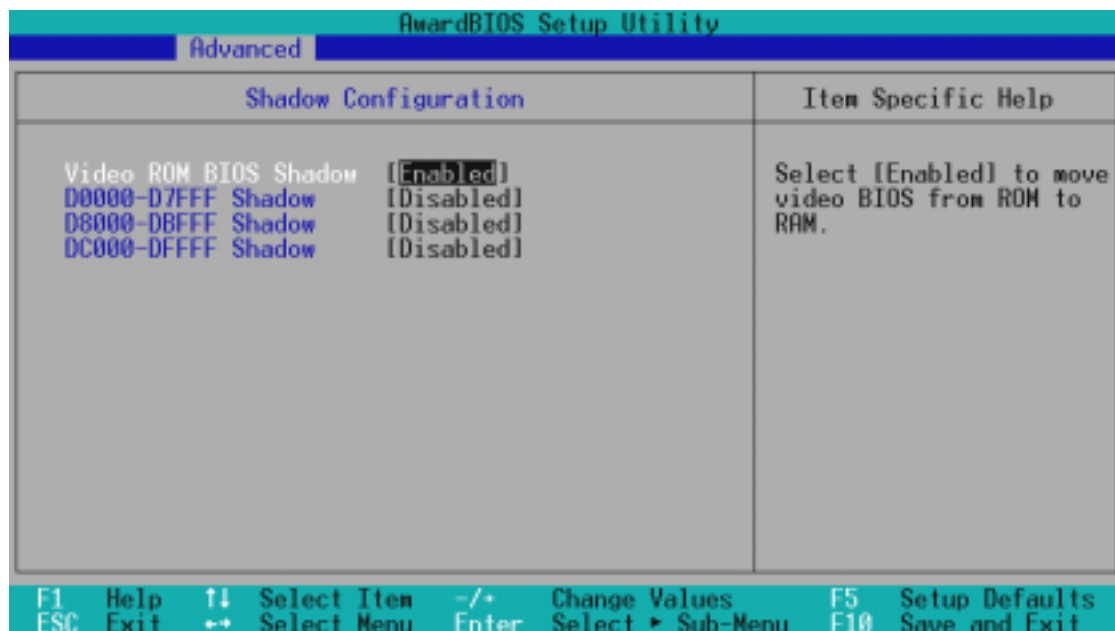 AwardBIOS Setup Utility
Advanced
Shadow Configuration
Item Specific Help
Video ROM BIOS Shadow [Enabled]
D0000-D7FFF Shadow [Disabled]
D8000-DBFFF Shadow [Disabled]
DC000-DFFFF Shadow [Disabled]
Select [Enabled] to move
video BIOS from ROM to
RAM.
F1 Help ↑↓ Select Item -/+ Change Values F5 Setup Defaults
ESC Exit ←→ Select Menu Enter Select ► Sub-Menu F10 Save and Exit